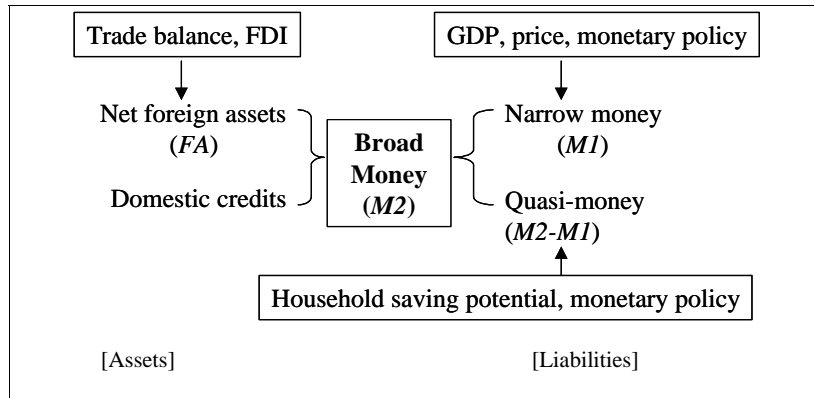 Trade balance, FDI
GDP, price, monetary policy
Net foreign assets
(FA)
Domestic credits
Broad
Money
(M2)
Narrow money
(M1)
Quasi-money
(M2-M1)
Household saving potential, monetary policy
[Assets]
[Liabilities]